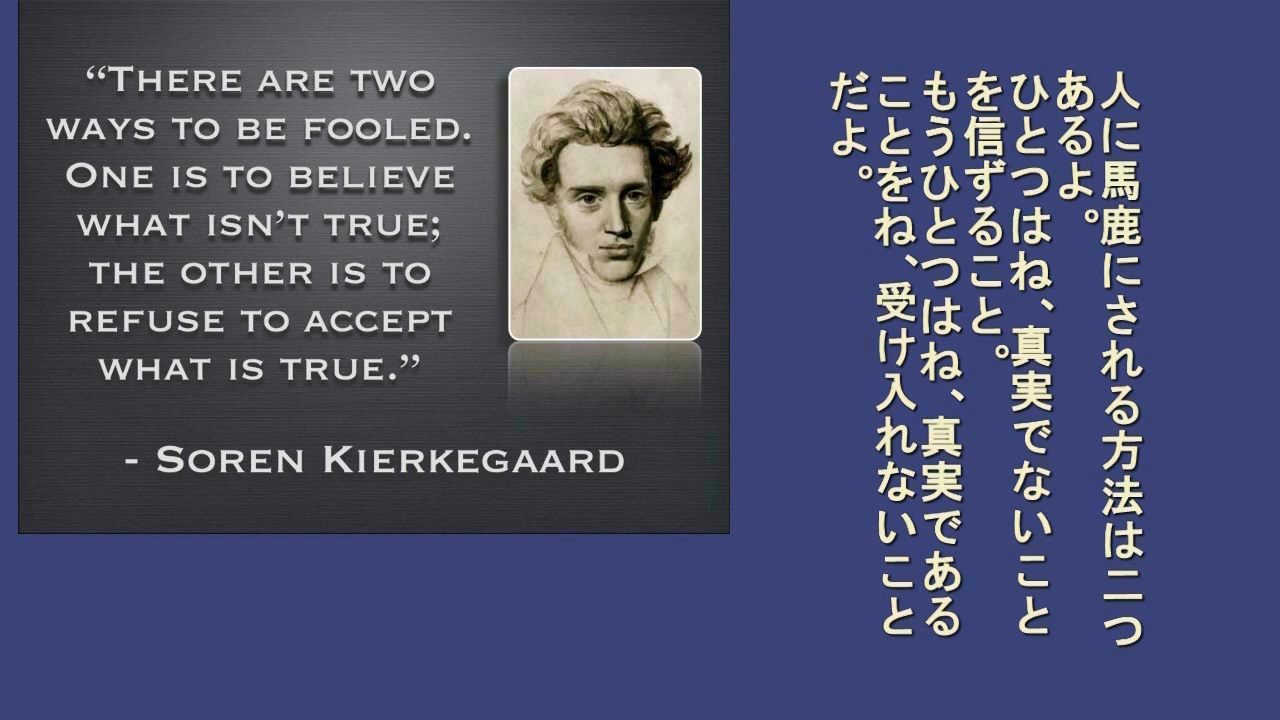 “There are two
ways to be fooled.
One is to believe
what isn’t true;
the other is to
refuse to accept
what is true.”
- Soren Kierkegaard
人に馬鹿にされる方法は二つ
あるよ。
ひとつはね、真実でないこと
を信ずること。
もうひとつはね、真実である
ことをね、受け入れないこと
だよ。